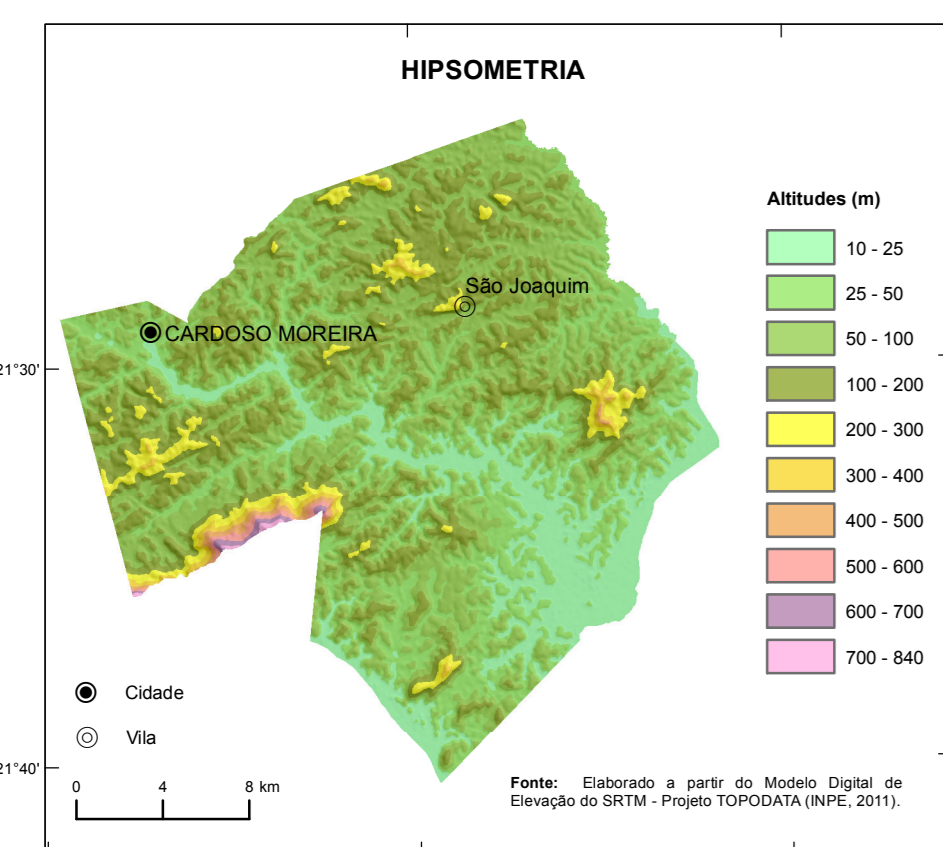 HIPSOMETRIA
Altitudes (m)
10 - 25
25 - 50
50 - 100
100 - 200
200 - 300
300 - 400
400 - 500
500 - 600
600 - 700
700 - 840
São Joaquim
CARDOSO MOREIRA
21°30'
Cidade
Vila
21°40'
0 4 8 km
Fonte: Elaborado a partir do Modelo Digital de
Elevação do SRTM - Projeto TOPODATA (INPE, 2011).